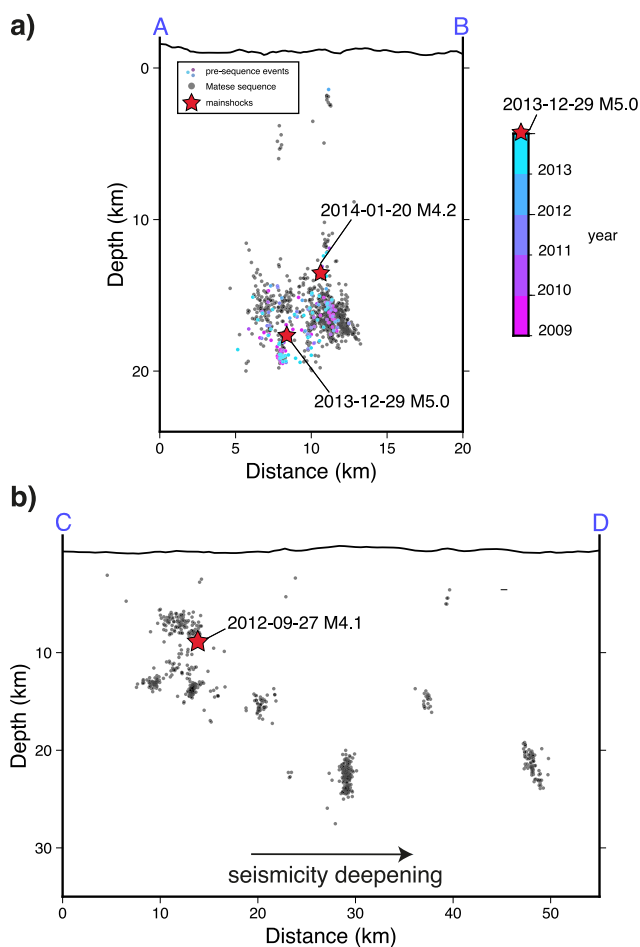 a)
A
B
0
10
20
Depth (km)
pre-sequence events
Matese sequence
mainshocks
2014-01-20 M4.2
2013-12-29 M5.0
0
5
10
15
20
Distance (km)
2013-12-29 M5.0
2013
2012
2011
2010
2009
year
b)
C
D
10
20
30
Depth (km)
2012-09-27 M4.1
seismicity deepening
0
10
20
30
40
50
Distance (km)